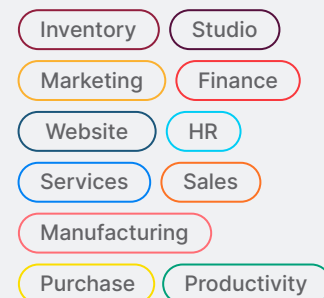 Inventory Studio
Marketing Finance
Website HR
Services Sales
Manufacturing
Purchase Productivity